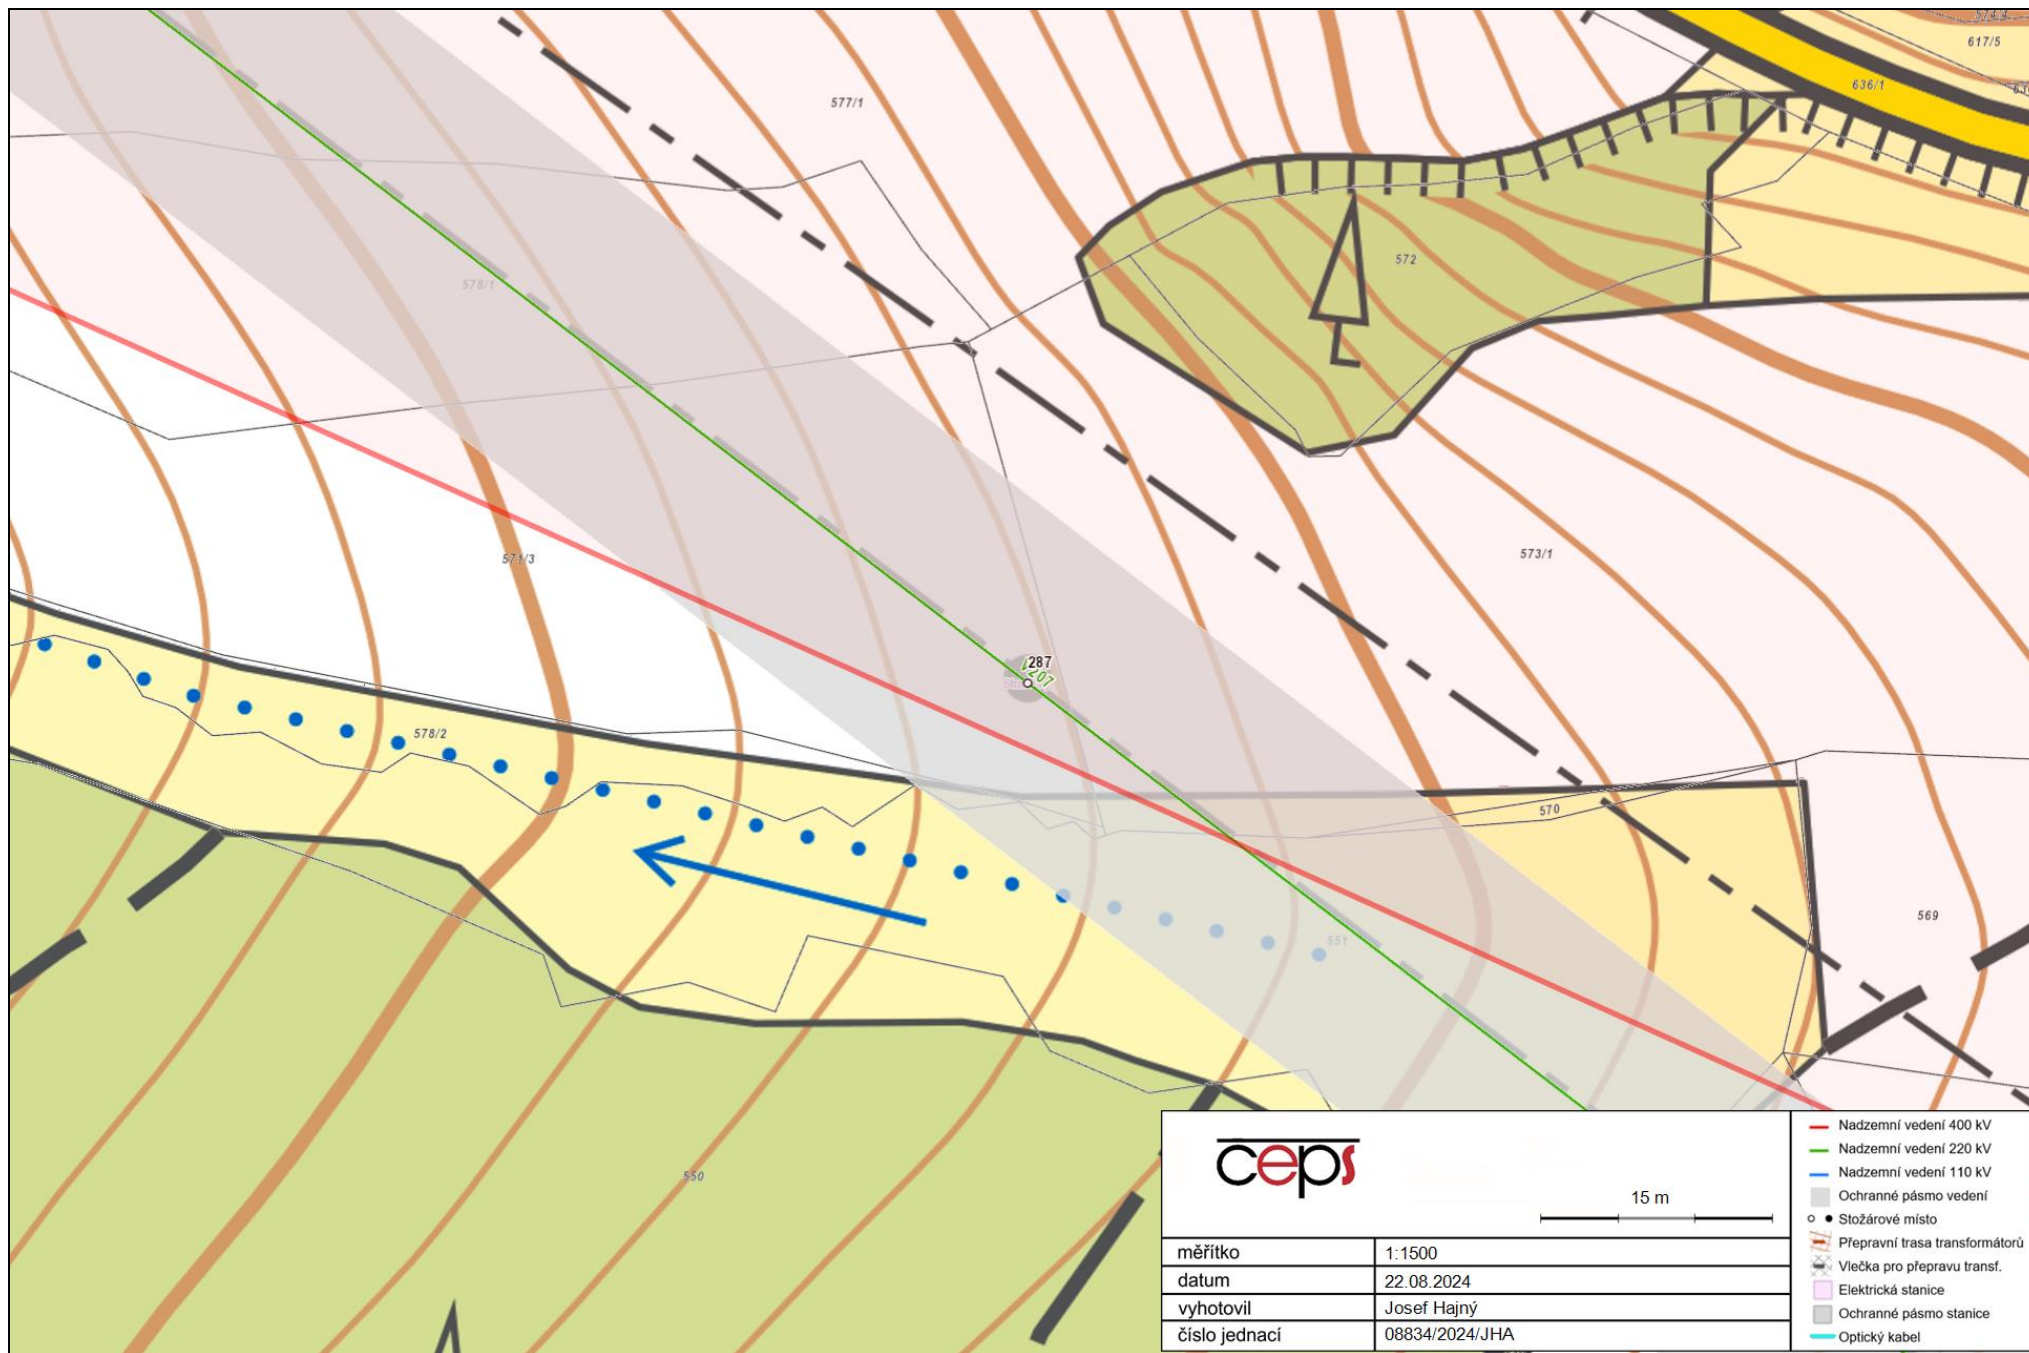 617/5
636/1
577/1
572
578/1
571/3
573/1
287
207
578/2
570
569
551
550
ceps
15 m
měřítko 1:1500
datum 22.08.2024
vyhotovil Josef Hajný
číslo jednací 08834/2024/JHA
Nadzemní vedení 400 kV
Nadzemní vedení 220 kV
Nadzemní vedení 110 kV
Ochranné pásmo vedení
Stožárové místo
Přepravní trasa transformátorů
Vlečka pro přepravu transf.
Elektrická stanice
Ochranné pásmo stanice
Optický kabel